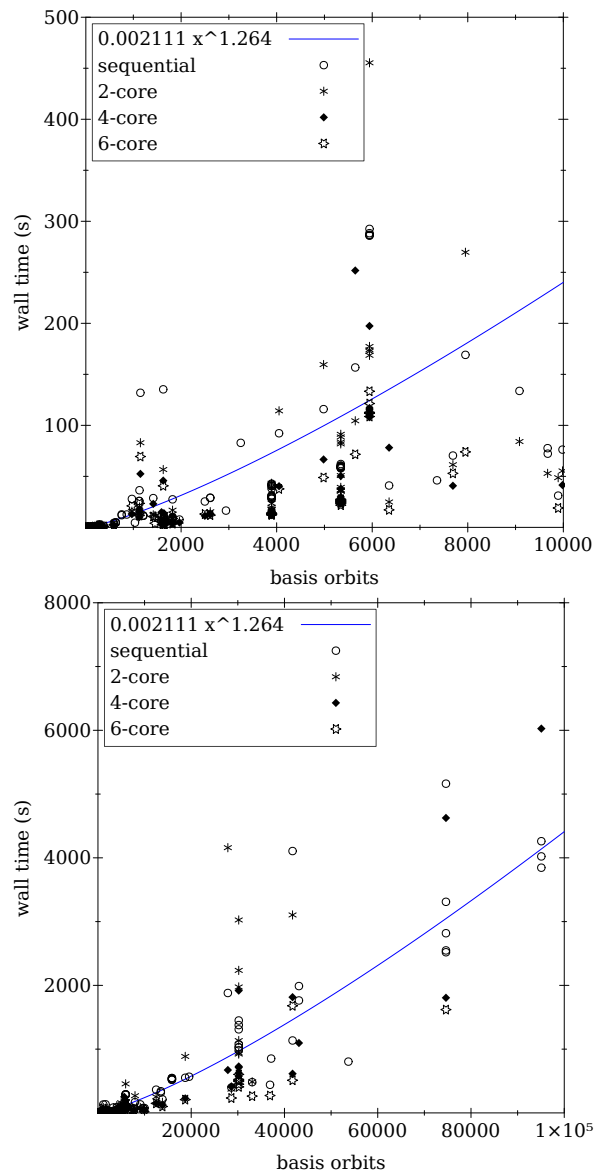 500
400
300
200
100
wall time (s)
0.002111 x^1.264
sequential
2-core
4-core
6-core
2000 4000 6000 8000 10000
basis orbits
8000
6000
4000
2000
wall time (s)
0.002111 x^1.264
sequential
2-core
4-core
6-core
20000 40000 60000 80000 1×10⁵
basis orbits